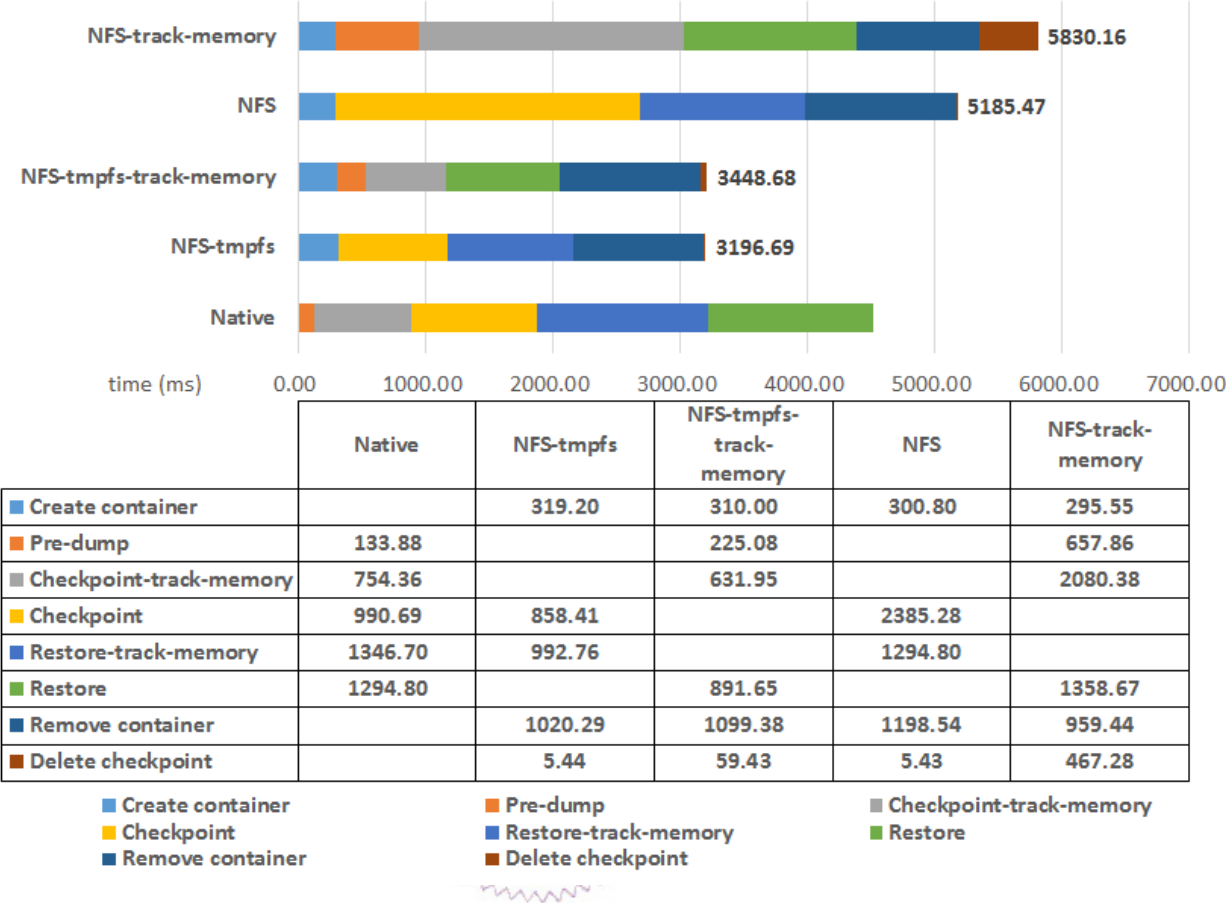 NFS-track-memory 5830.16
NFS 5185.47
NFS-tmpfs-track-memory 3448.68
NFS-tmpfs 3196.69
Native
time (ms) 0.00 1000.00 2000.00 3000.00 4000.00 5000.00 6000.00 7000.00
Native NFS-tmpfs NFS-tmpfs-track-memory NFS NFS-track-memory
Create container 319.20 310.00 300.80 295.55
Pre-dump 133.88 225.08 657.86
Checkpoint-track-memory 754.36 631.95 2080.38
Checkpoint 990.69 858.41 2385.28
Restore-track-memory 1346.70 992.76 1294.80
Restore 1294.80 891.65 1358.67
Remove container 1020.29 1099.38 1198.54 959.44
Delete checkpoint 5.44 59.43 5.43 467.28
Create container Pre-dump Checkpoint-track-memory
Checkpoint Restore-track-memory Restore
Remove container Delete checkpoint